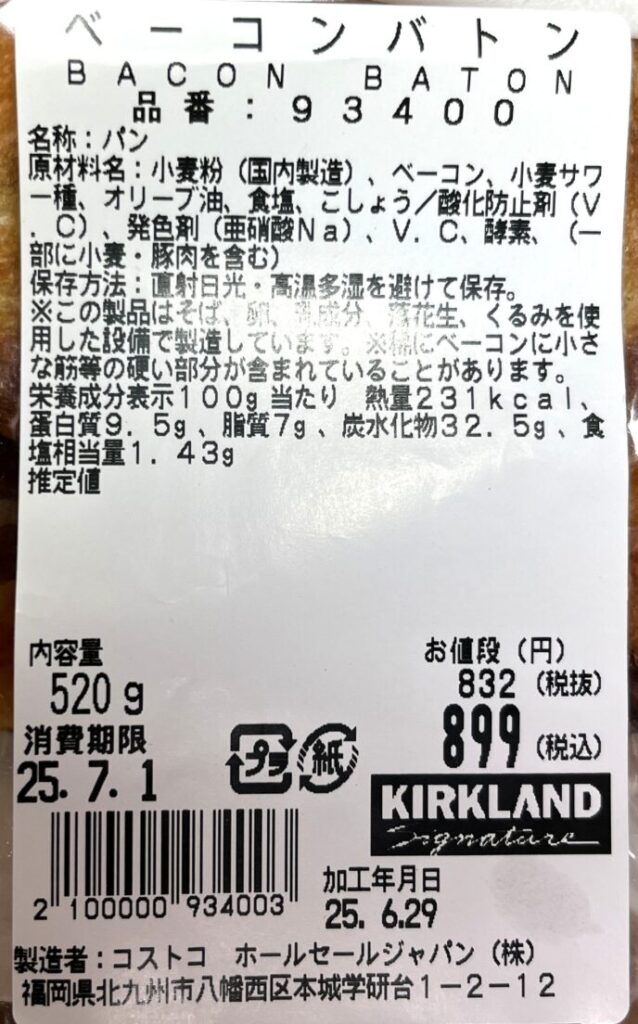 ベーコンバトン
BACON BATON
品番：93400
名称：パン
原材料名：小麦粉（国内製造）、ベーコン、小麦サワ
ー種、オリーブ油、食塩、こしょう／酸化防止剤（V
．C）、発色剤（亜硝酸Na）、V．C、酵素、（一
部に小麦・豚肉を含む）
保存方法：直射日光・高温多湿を避けて保存。
※この製品はそば、卵、乳成分、落花生、くるみを使
用した設備で製造しています。※稀にベーコンに小さ
な筋等の硬い部分が含まれていることがあります。
栄養成分表示100g当たり 熱量231kcal、
蛋白質9．5g、脂質7g、炭水化物32．5g、食
塩相当量1．43g
推定値
内容量
520g
お値段（円）
832（税抜）
899（税込）
消費期限
25.7.1
プラ 紙
KIRKLAND
Signature
2 100000 934003
加工年月日
25.6.29
製造者：コストコ ホールセールジャパン（株）
福岡県北九州市八幡西区本城学研台1－2－12